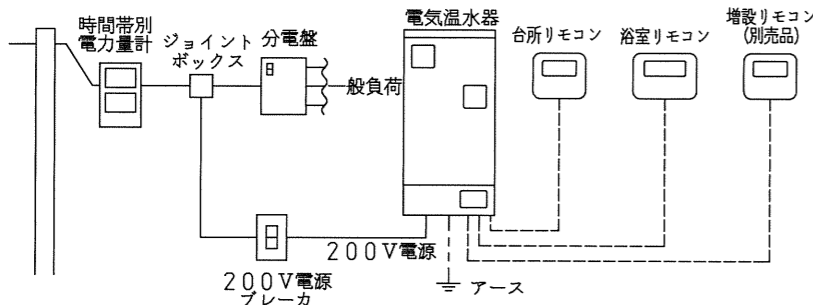 時間帯別
電力量計
ジョイント
ボックス
分電盤
一般負荷
電気温水器
台所リモコン
浴室リモコン
増設リモコン
(別売品)
200V電源
200V電源
ブレーカ
アース